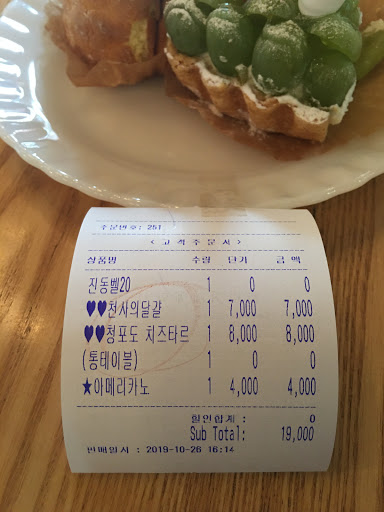 주문번호: 251
< 고객주문서 >
상품명 수량 단가 금액
진동벨20 1 0 0
♥♥천사의달걀 1 7,000 7,000
♥♥청포도 치즈타르 1 8,000 8,000
(통테이블) 1 0 0
★아메리카노 1 4,000 4,000
할인합계 : 0
Sub Total: 19,000
판매일시 : 2019-10-26 16:14